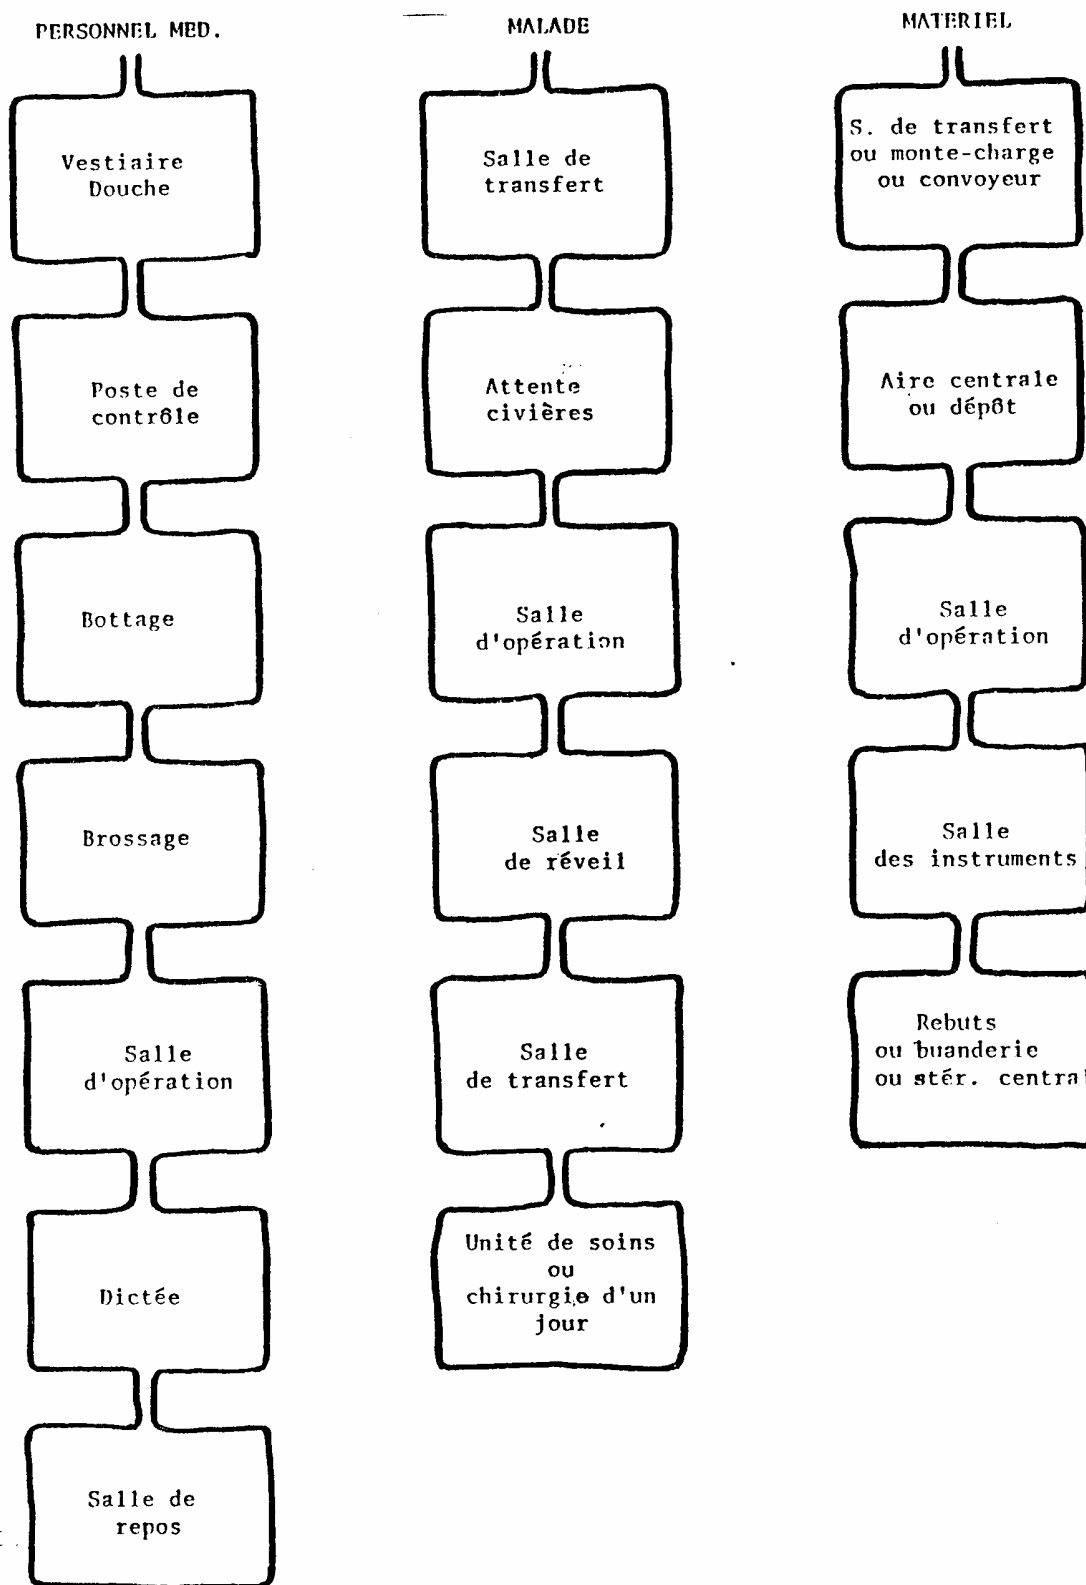 PERSONNEL MED.
Vestiaire
Douche
Poste de
contrôle
Bottage
Brossage
Salle
d'opération
Dictée
Salle de
repos
MALADE
Salle de
transfert
Attente
civières
Salle
d'opération
Salle
de réveil
Salle
de transfert
Unité de soins
ou
chirurgie d'un
jour
MATERIEL
S. de transfert
ou monte-charge
ou convoyeur
Aire centrale
ou dépôt
Salle
d'opération
Salle
des instruments
Rebuts
ou buanderie
ou stér. central